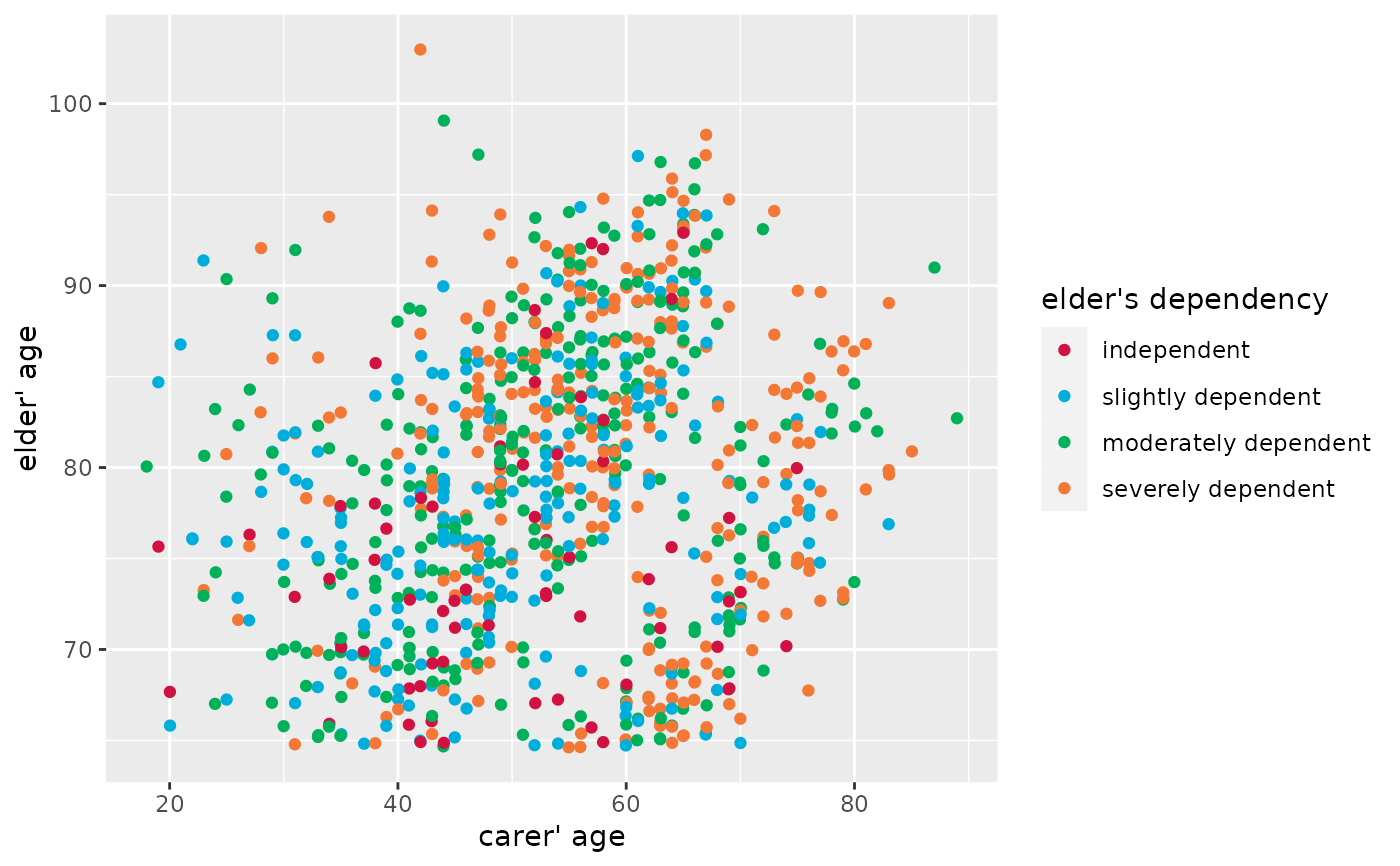 100
90
80
70
elder' age
20
40
60
80
carer' age
elder's dependency
independent
slightly dependent
moderately dependent
severely dependent